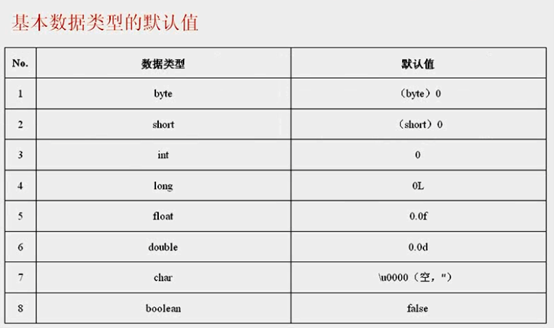 基本数据类型的默认值
No. 数据类型 默认值
1 byte （byte）0
2 short （short）0
3 int 0
4 long 0L
5 float 0.0f
6 double 0.0d
7 char \u0000（空，''）
8 boolean false